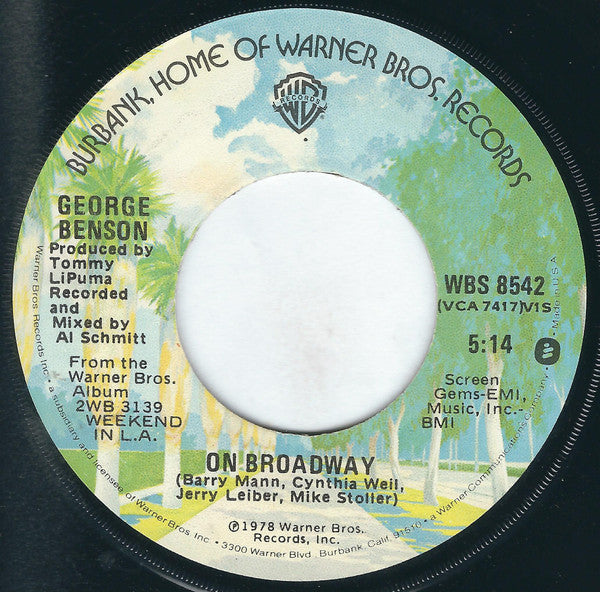 BURBANK, HOME OF WARNER BROS. RECORDS
RECORDS
GEORGE
BENSON
Produced by
Tommy
LiPuma
Recorded
and
Mixed by
Al Schmitt
From the
Warner Bros.
Album
2WB 3139
WEEKEND
IN L.A.
WBS 8542
(VCA 7417)V1S
5:14
Screen
Gems-EMI,
Music, Inc.-
BMI
ON BROADWAY
(Barry Mann, Cynthia Weil,
Jerry Leiber, Mike Stoller)
℗1978 Warner Bros.
Records, Inc.
Warner Bros. Records Inc. • a subsidiary and licensee of Warner Bros. Inc. • 3300 Warner Blvd., Burbank, Calif. 91510 • a Warner Communications Company. • Made in U.S.A.